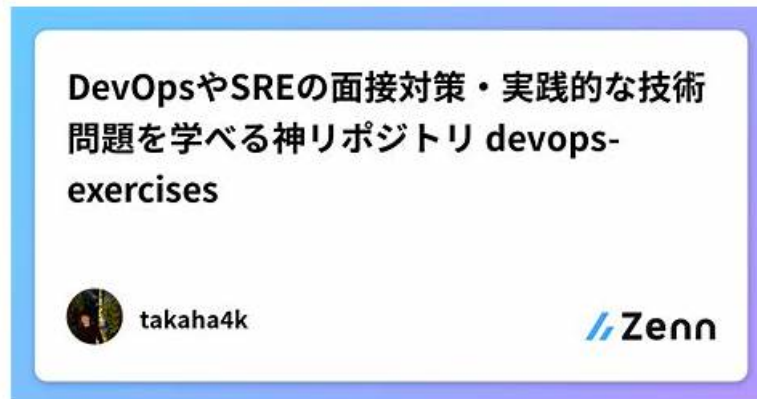 DevOpsやSREの面接対策・実践的な技術
問題を学べる神リポジトリ devops-
exercises
takaha4k
Zenn